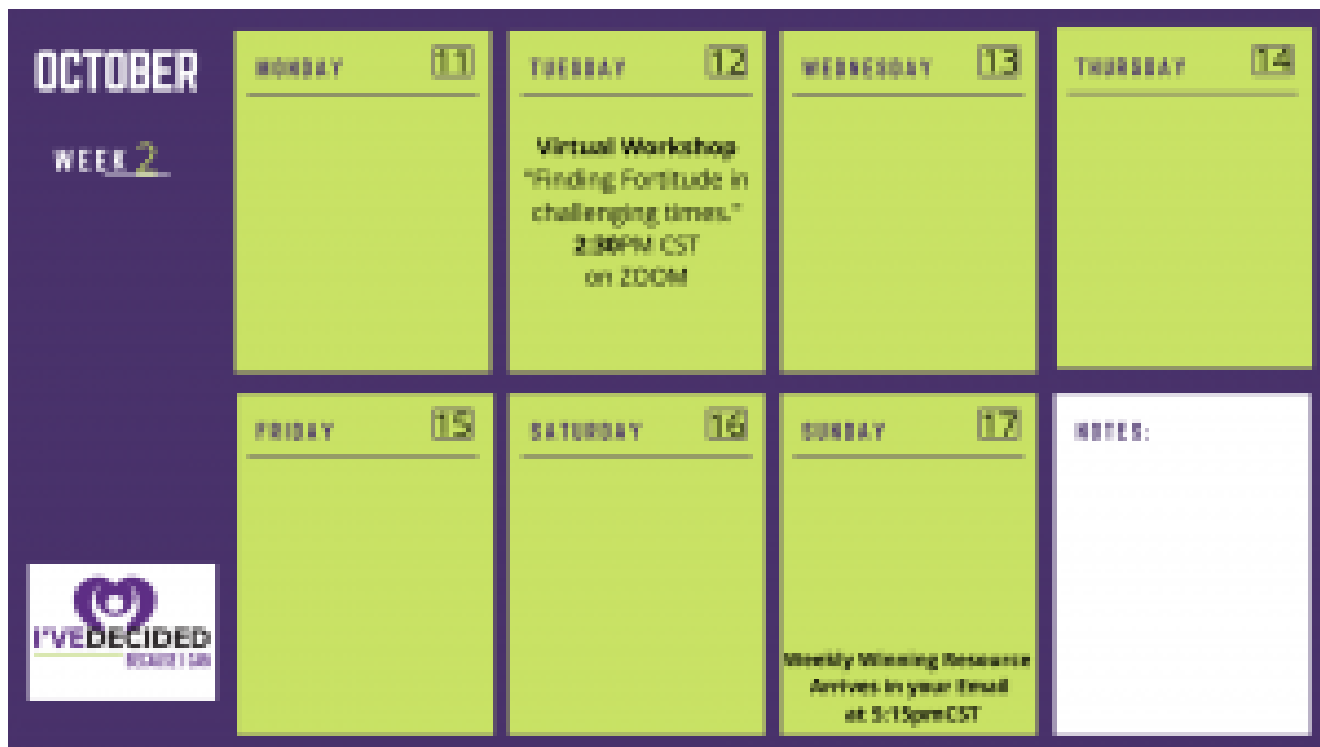 OCTOBER
WEEK 2
MONDAY 11
TUESDAY 12
Virtual Workshop
"Finding Fortitude in
challenging times."
2:30PM CST
on ZOOM
WEDNESDAY 13
THURSDAY 14
FRIDAY 15
SATURDAY 16
SUNDAY 17
Weekly Winning Resource
Arrives in your Email
at 5:15pmCST
NOTES:
I'VEDECIDED
BECAUSE I CAN